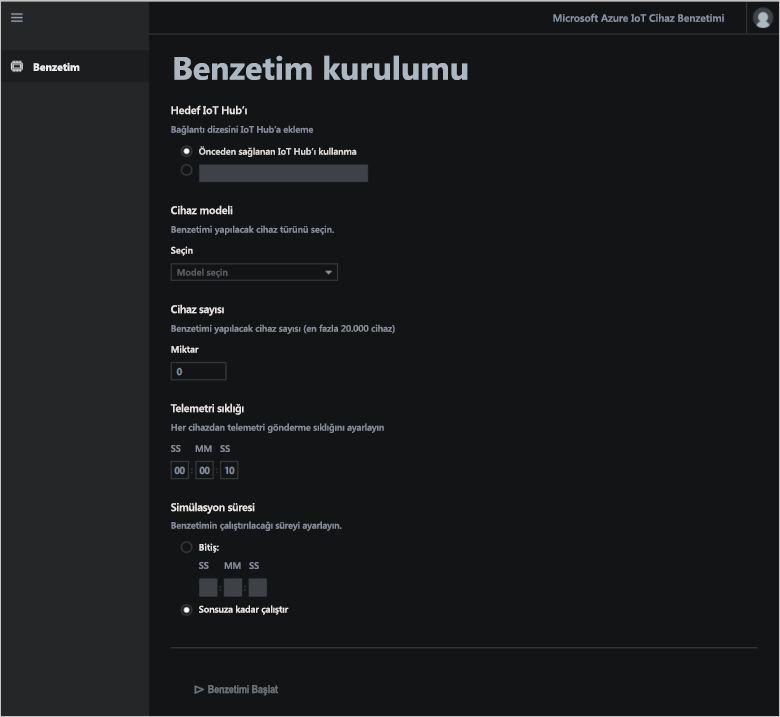 Microsoft Azure IoT Cihaz Benzetimi
Benzetim
Benzetim kurulumu
Hedef IoT Hub'ı
Bağlantı dizesini IoT Hub'a ekleme
Önceden sağlanan IoT Hub'ı kullanma
Cihaz modeli
Benzetimi yapılacak cihaz türünü seçin.
Seçin
Model seçin
Cihaz sayısı
Benzetimi yapılacak cihaz sayısı (en fazla 20.000 cihaz)
Miktar
0
Telemetri sıklığı
Her cihazdan telemetri gönderme sıklığını ayarlayın
SS MM SS
00 : 00 : 10
Simülasyon süresi
Benzetimin çalıştırılacağı süreyi ayarlayın.
Bitiş:
SS MM SS
: :
Sonsuza kadar çalıştır
Benzetimi Başlat